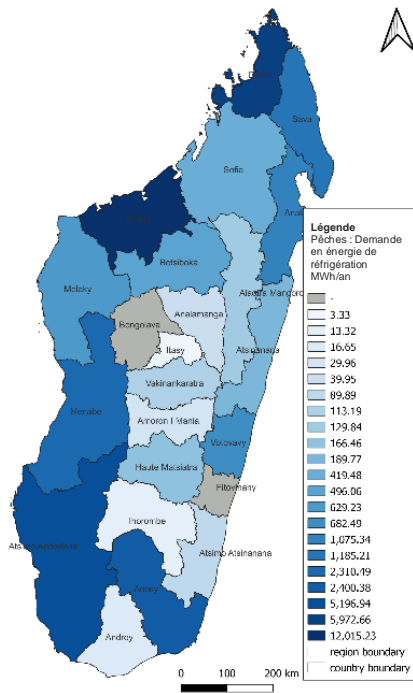 Sava
Sofia
Betsiboka
Melaky
Alaotra Mangoro
Analamanga
Bongolava
Itasy
Atsinanana
Vakinankaratra
Menabe
Amoron I Mania
Vatovavy
Haute Matsiatra
Fitovinany
Ihorombe
Atsimo Andrefana
Atsimo Atsinanana
Anosy
Androy
Légende
Pêches : Demande
en énergie de
réfrigération
MWh/an
-
3.33
13.32
16.65
29.96
39.95
89.89
113.19
129.84
166.46
189.77
419.48
496.06
629.23
682.49
1,075.34
1,185.21
2,310.49
2,400.38
5,196.94
5,972.66
12,015.23
region boundary
country boundary
0 100 200 km